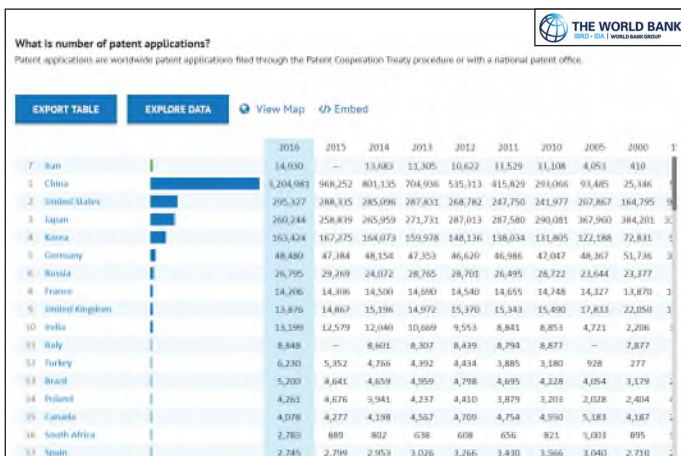 THE WORLD BANK
IBRD • IDA | WORLD BANK GROUP
What is number of patent applications?
Patent applications are worldwide patent applications filed through the Patent Cooperation Treaty procedure or with a national patent office.
EXPORT TABLE EXPLORE DATA View Map </> Embed
2016 2015 2014 2013 2012 2011 2010 2005 2000
7 Iran 14,930 – 13,683 11,305 10,622 11,529 11,108 4,053 410
1 China 1,204,981 968,252 801,135 704,936 535,313 415,829 293,066 93,485 25,346
2 United States 295,327 288,335 285,096 287,831 268,782 247,750 241,977 207,867 164,795
3 Japan 260,244 258,839 265,959 271,731 287,013 287,580 290,081 367,960 384,201
4 Korea 163,424 167,275 164,073 159,978 148,136 138,034 131,805 122,188 72,831
5 Germany 48,480 47,384 48,154 47,353 46,620 46,986 47,047 48,367 51,736
6 Russia 26,795 29,269 24,072 28,765 28,701 26,495 28,722 23,644 23,377
8 France 14,206 14,306 14,500 14,690 14,540 14,655 14,748 14,327 13,870
9 United Kingdom 13,876 14,867 15,196 14,972 15,370 15,343 15,490 17,833 22,050
10 India 13,199 12,579 12,040 10,669 9,553 8,841 8,853 4,721 2,206
11 Italy 8,848 – 8,601 8,307 8,439 8,794 8,877 – 7,877
12 Turkey 6,230 5,352 4,766 4,392 4,434 3,885 3,180 928 277
13 Brazil 5,200 4,641 4,659 4,959 4,798 4,695 4,228 4,054 3,179
14 Poland 4,261 4,676 3,941 4,237 4,410 3,879 3,203 2,028 2,404
15 Canada 4,078 4,277 4,198 4,567 4,709 4,754 4,550 5,183 4,187
16 South Africa 2,783 889 802 638 608 656 821 1,003 895
17 Spain 2,745 2,799 2,953 3,026 3,266 3,430 3,566 3,040 2,710